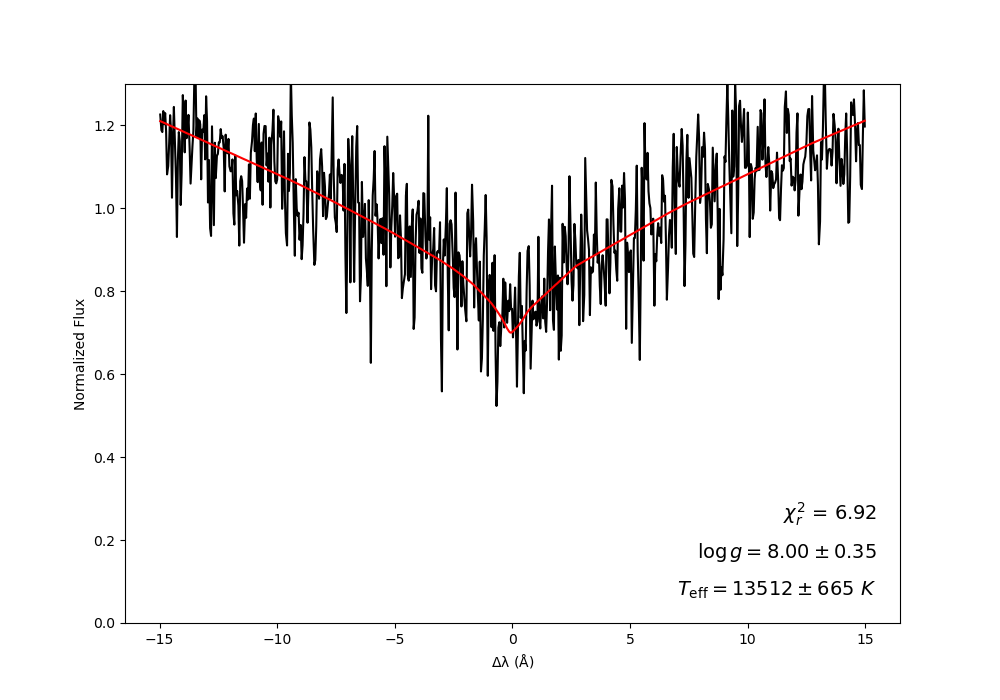 1.2
1.0
0.8
0.6
0.4
0.2
0.0
Normalized Flux
χ²ᵣ = 6.92
log g = 8.00 ± 0.35
T_eff = 13512 ± 665 K
−15
−10
−5
0
5
10
15
Δλ (Å)